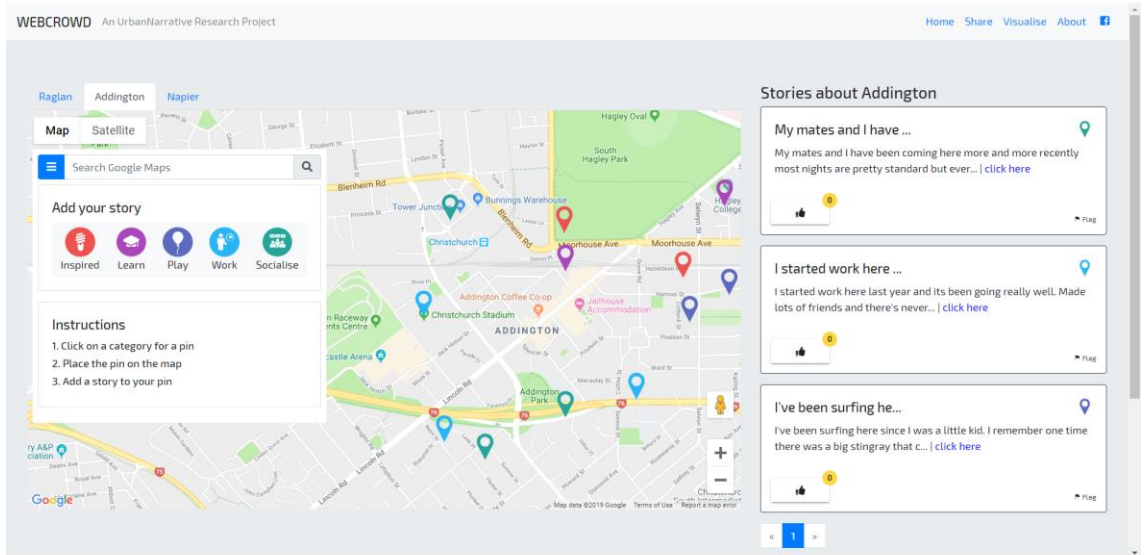 WEBCROWD An UrbanNarrative Research Project
Home Share Visualise About
Raglan Addington Napier
Map Satellite
Search Google Maps
Add your story
Inspired Learn Play Work Socialise
Instructions
1. Click on a category for a pin
2. Place the pin on the map
3. Add a story to your pin
Hagley Oval
South
Hagley Park
Blenheim Rd
Tower Junction
Bunnings Warehouse
Hagley
College
Christchurch
Moorhouse Ave Moorhouse Ave
Addington Coffee Co-op
Jailhouse
Accommodation
Christchurch Stadium
ADDINGTON
Addington
Park
Lincoln Rd
Lincoln Rd
Lincoln Rd
76
76
76
Google
Map data ©2019 Google Terms of Use Report a map error
Stories about Addington
My mates and I have ...
My mates and I have been coming here more and more recently
most nights are pretty standard but ever... | click here
0
Flag
I started work here ...
I started work here last year and its been going really well. Made
lots of friends and there's never... | click here
0
Flag
I've been surfing he...
I've been surfing here since I was a little kid. I remember one time
there was a big stingray that c... | click here
0
Flag
« 1 »